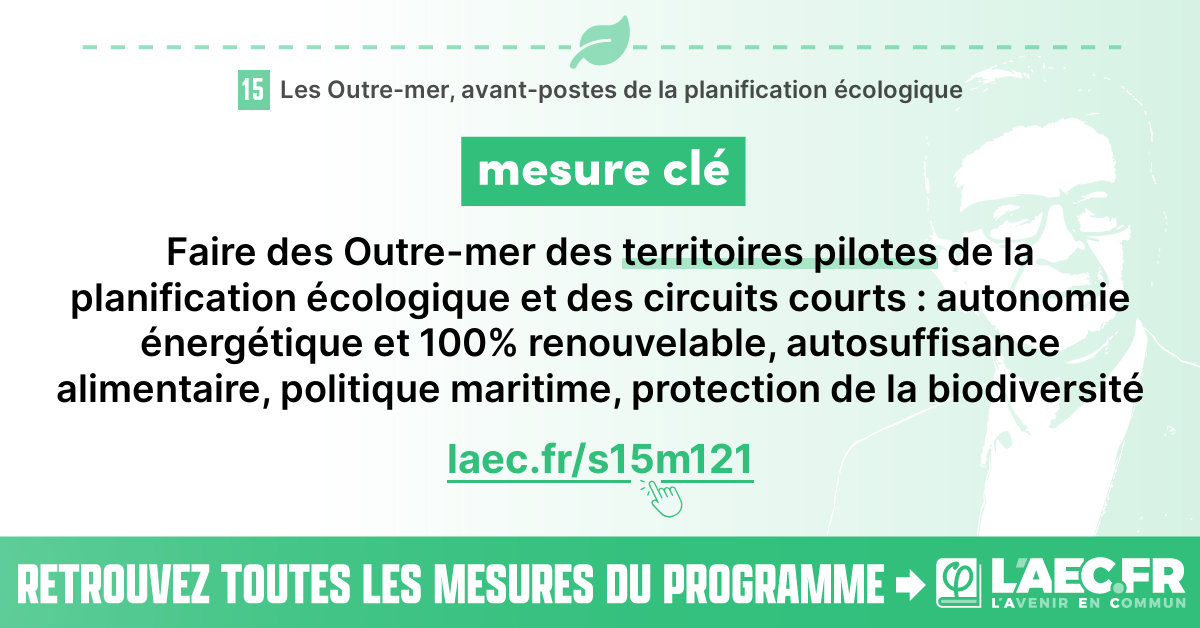 15 Les Outre-mer, avant-postes de la planification écologique
mesure clé
Faire des Outre-mer des territoires pilotes de la
planification écologique et des circuits courts : autonomie
énergétique et 100% renouvelable, autosuffisance
alimentaire, politique maritime, protection de la biodiversité
laec.fr/s15m121
RETROUVEZ TOUTES LES MESURES DU PROGRAMME
φ L'AEC.FR
L'AVENIR EN COMMUN